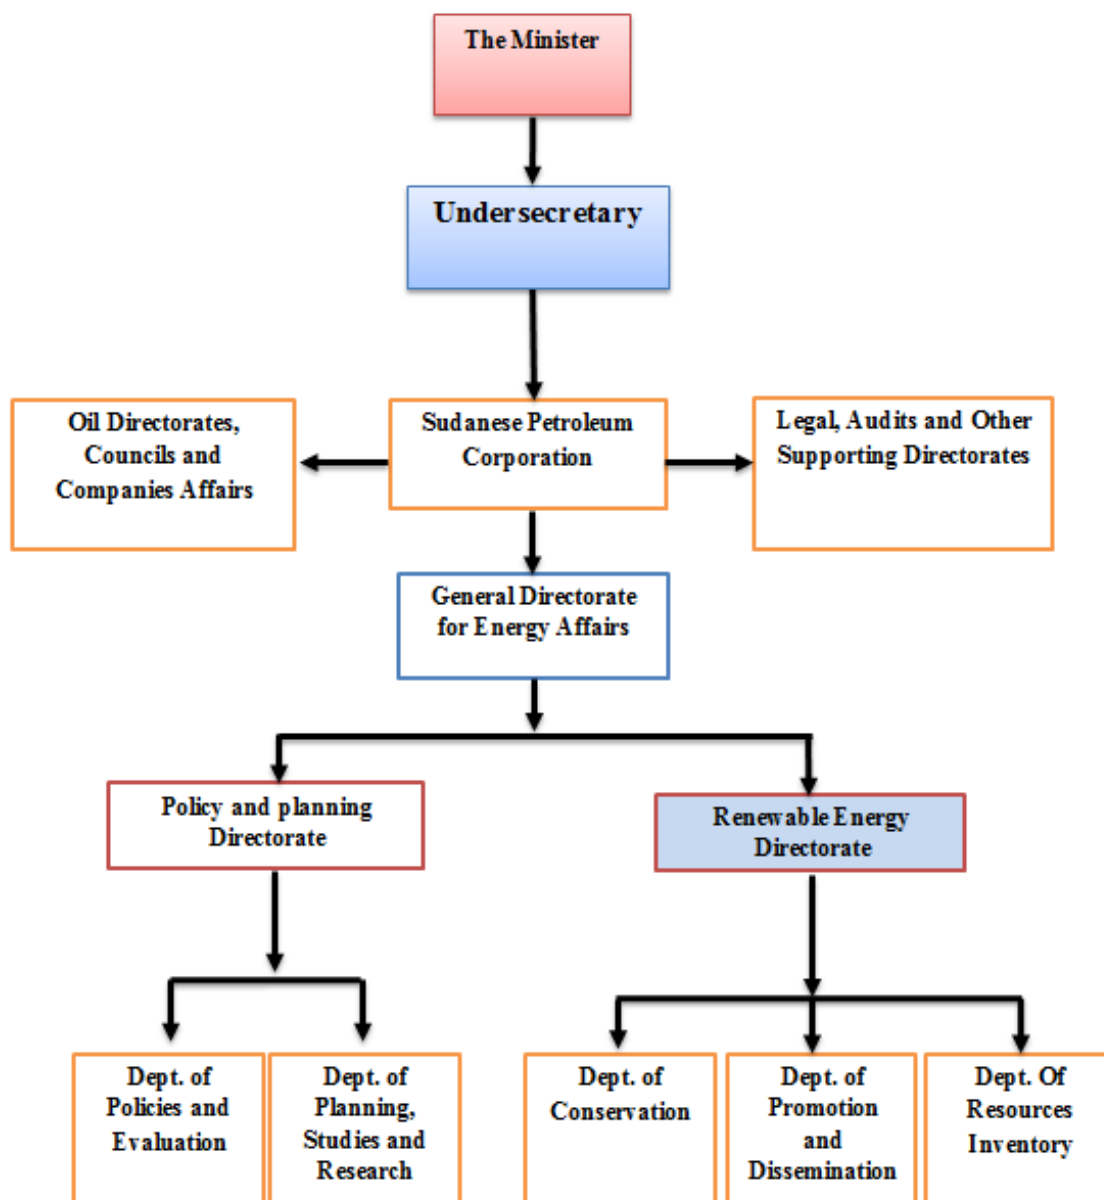 The Minister
Undersecretary
Oil Directorates,
Councils and
Companies Affairs
Sudanese Petroleum
Corporation
Legal, Audits and Other
Supporting Directorates
General Directorate
for Energy Affairs
Policy and planning
Directorate
Renewable Energy
Directorate
Dept. of
Policies and
Evaluation
Dept. of
Planning,
Studies and
Research
Dept. of
Conservation
Dept. of
Promotion
and
Dissemination
Dept. Of
Resources
Inventory